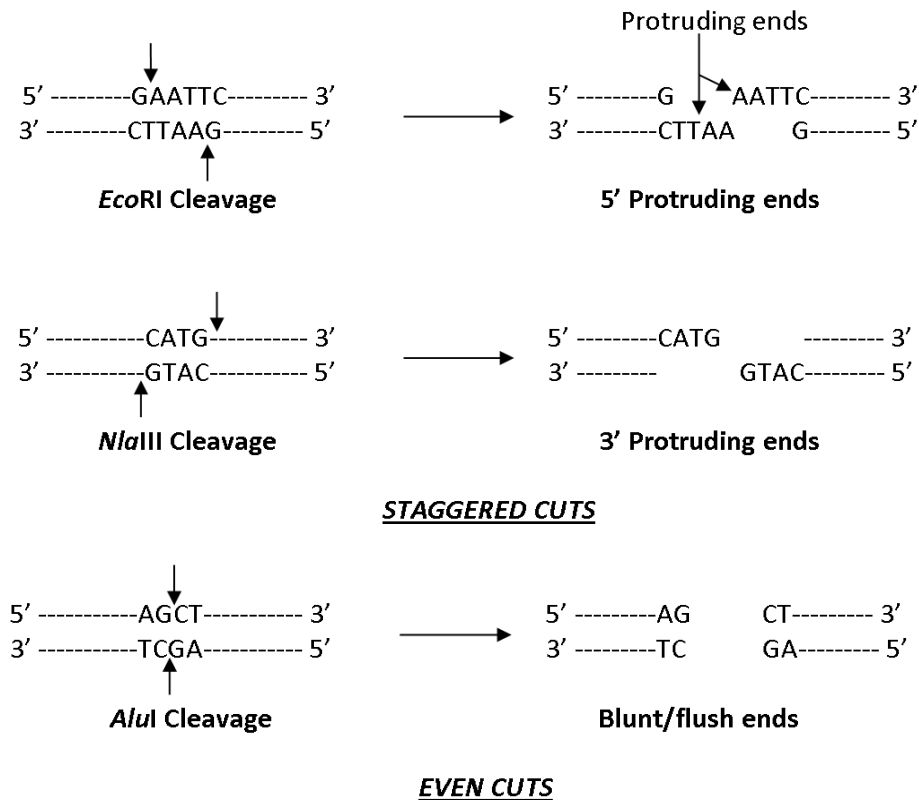 Protruding ends
5’ ---------GAATTC--------- 3’
5’ ---------G AATTC--------- 3’
3’ ---------CTTAAG--------- 5’
3’ ---------CTTAA G--------- 5’
EcoRI Cleavage
5’ Protruding ends
5’ -----------CATG----------- 3’
5’ ---------CATG --------- 3’
3’ -----------GTAC----------- 5’
3’ --------- GTAC--------- 5’
NlaIII Cleavage
3’ Protruding ends
STAGGERED CUTS
5’ -----------AGCT----------- 3’
5’ ---------AG CT--------- 3’
3’ ------------TCGA------------ 5’
3’ ---------TC GA--------- 5’
AluI Cleavage
Blunt/flush ends
EVEN CUTS